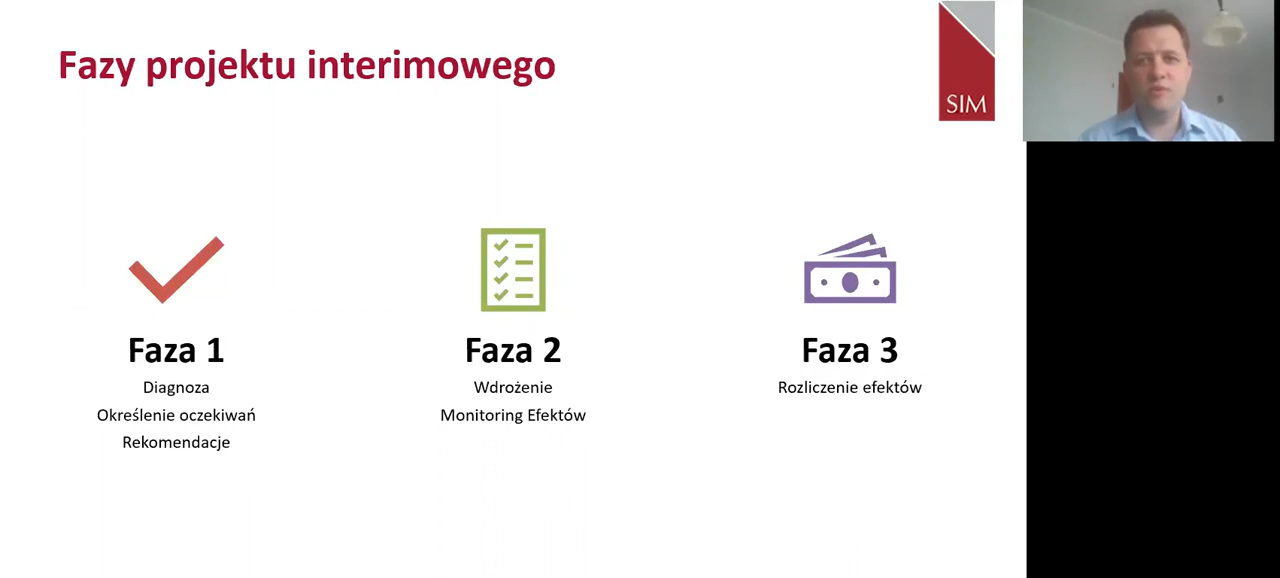 Fazy projektu interimowego
SIM
Faza 1
Diagnoza
Określenie oczekiwań
Rekomendacje
Faza 2
Wdrożenie
Monitoring Efektów
Faza 3
Rozliczenie efektów